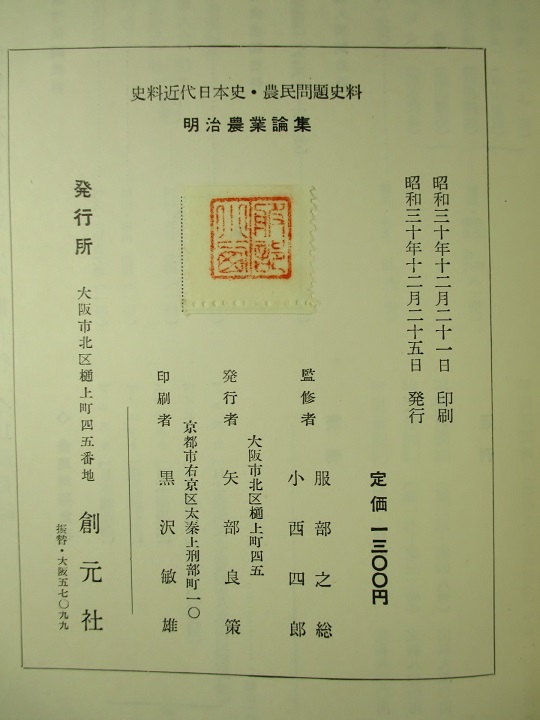 史料近代日本史・農民問題史料
明治農業論集
昭和三十年十二月二十一日 印刷
昭和三十年十二月二十五日 発行
定価 一三〇〇円
監修者 服部之総
小西四郎
大阪市北区樋上町四五
発行者 矢部良策
京都市右京区太秦上刑部町一〇
印刷者 黒沢敏雄
発行所 大阪市北区樋上町四五番地 創元社
振替・大阪五七〇九九